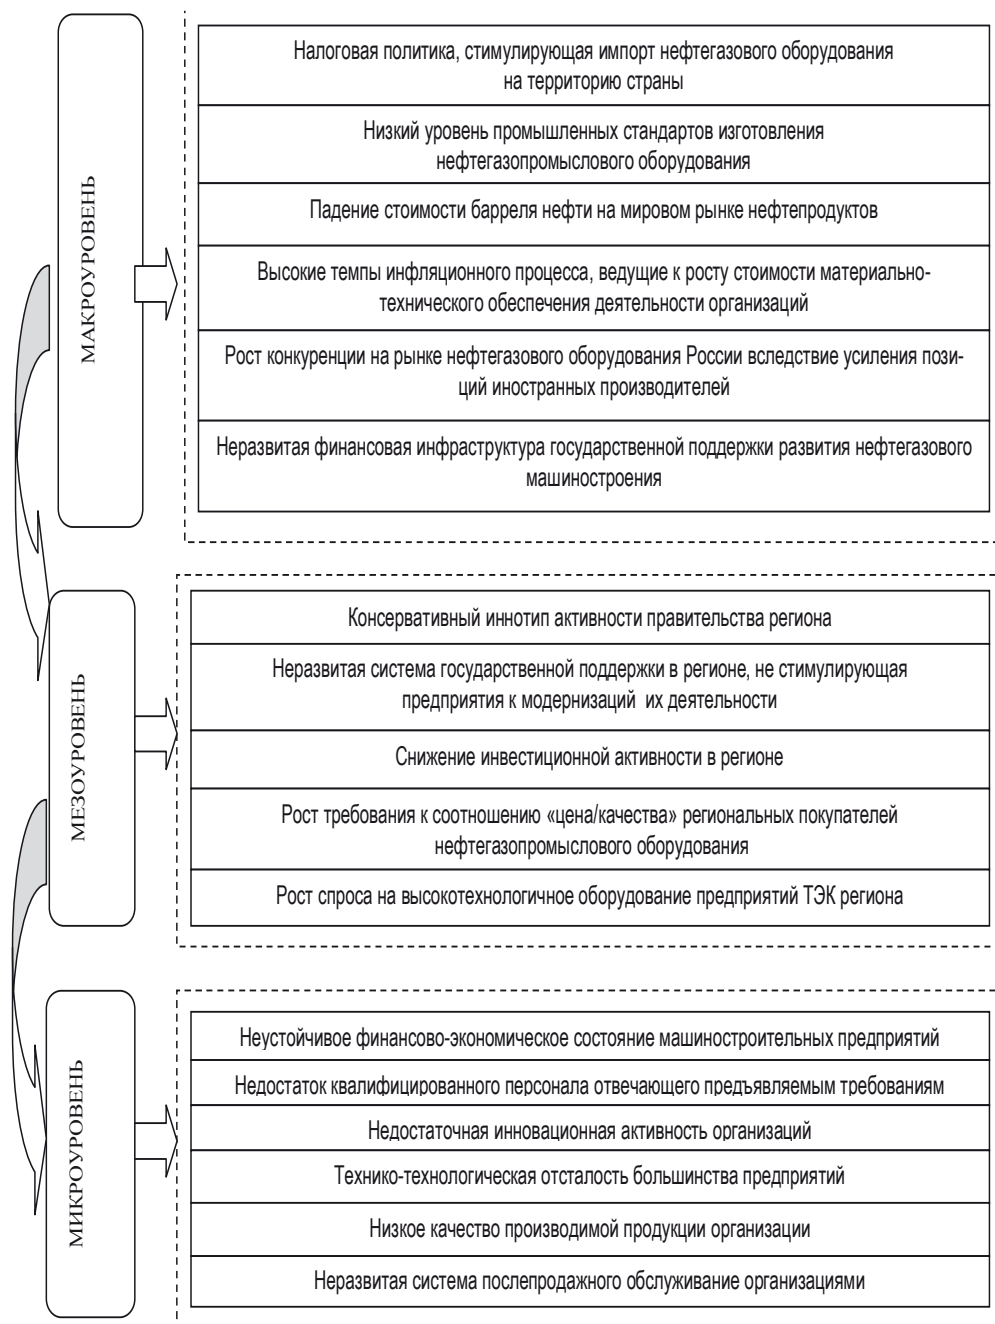 МАКРОУРОВЕНЬ
Налоговая политика, стимулирующая импорт нефтегазового оборудования
на территорию страны
Низкий уровень промышленных стандартов изготовления
нефтегазопромыслового оборудования
Падение стоимости барреля нефти на мировом рынке нефтепродуктов
Высокие темпы инфляционного процесса, ведущие к росту стоимости материально-
технического обеспечения деятельности организаций
Рост конкуренции на рынке нефтегазового оборудования России вследствие усиления пози-
ций иностранных производителей
Неразвитая финансовая инфраструктура государственной поддержки развития нефтегазового
машиностроения
МЕЗОУРОВЕНЬ
Консервативный иннотип активности правительства региона
Неразвитая система государственной поддержки в регионе, не стимулирующая
предприятия к модернизаций их деятельности
Снижение инвестиционной активности в регионе
Рост требования к соотношению «цена/качества» региональных покупателей
нефтегазопромыслового оборудования
Рост спроса на высокотехнологичное оборудование предприятий ТЭК региона
МИКРОУРОВЕНЬ
Неустойчивое финансово-экономическое состояние машиностроительных предприятий
Недостаток квалифицированного персонала отвечающего предъявляемым требованиям
Недостаточная инновационная активность организаций
Технико-технологическая отсталость большинства предприятий
Низкое качество производимой продукции организации
Неразвитая система послепродажного обслуживание организациями